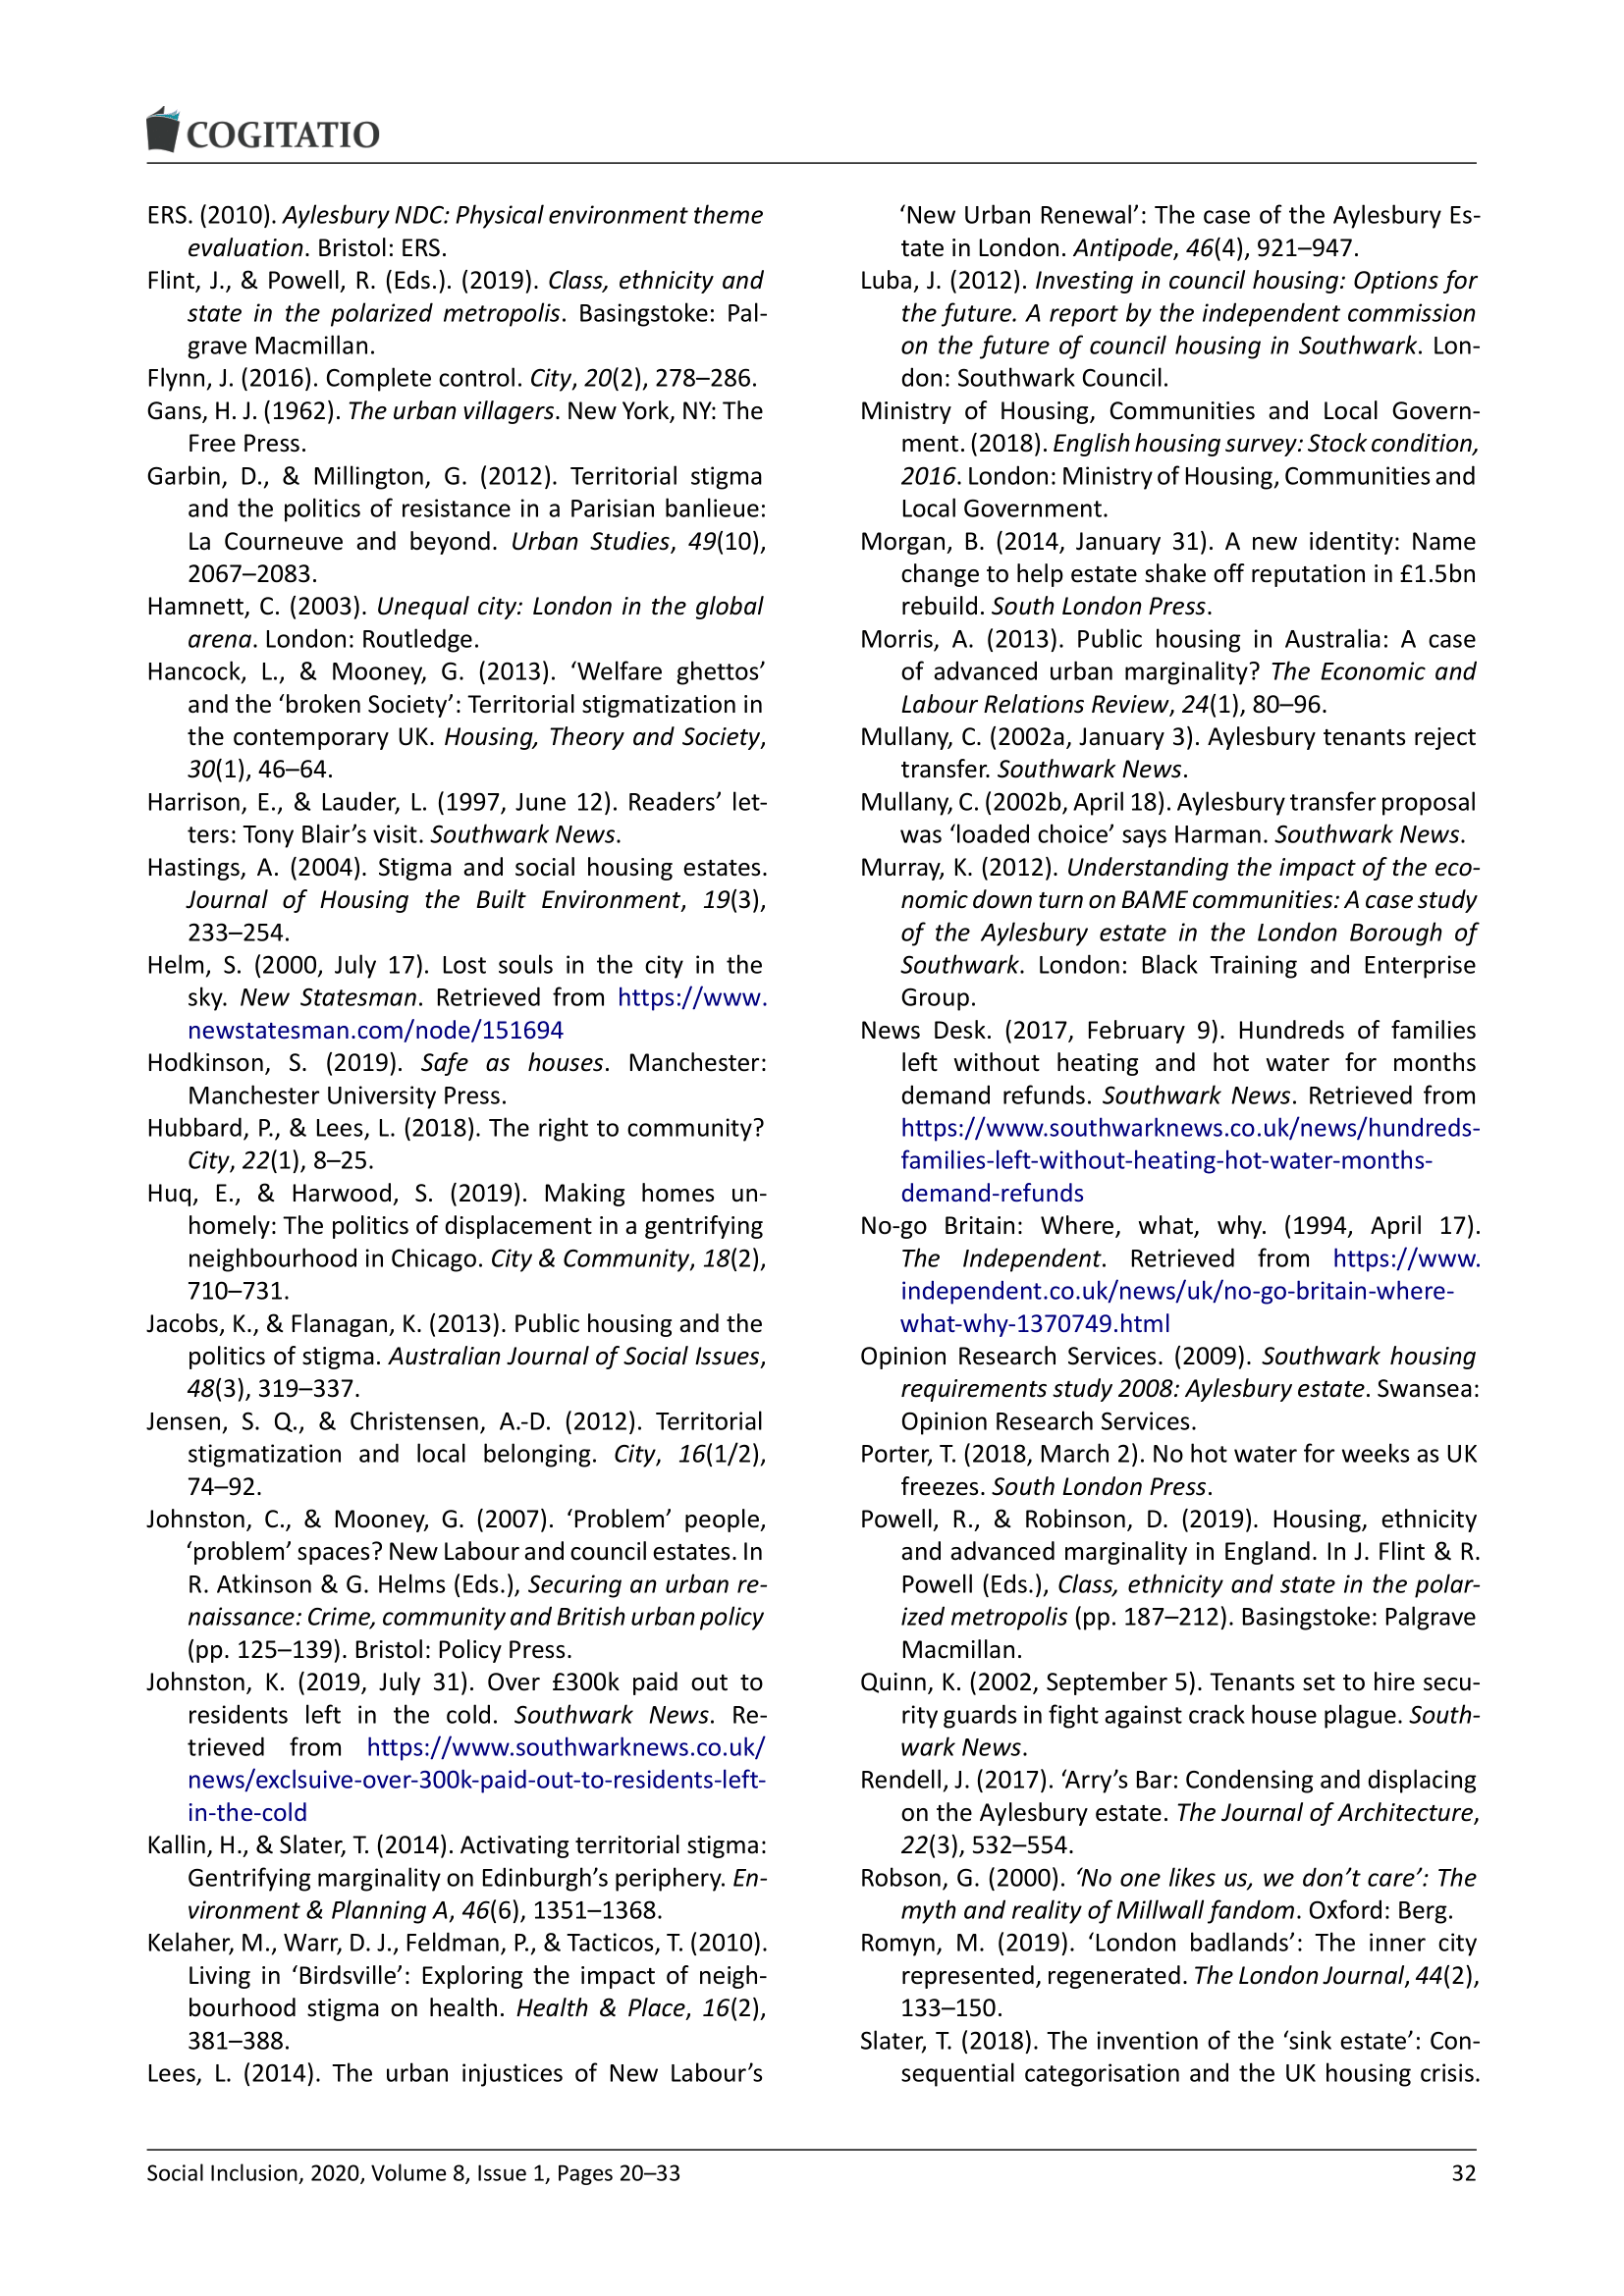 COGITATIO
ERS. (2010). Aylesbury NDC: Physical environment theme
evaluation. Bristol: ERS.
Flint, J., & Powell, R. (Eds.). (2019). Class, ethnicity and
state in the polarized metropolis. Basingstoke: Pal-
grave Macmillan.
Flynn, J. (2016). Complete control. City, 20(2), 278–286.
Gans, H. J. (1962). The urban villagers. New York, NY: The
Free Press.
Garbin, D., & Millington, G. (2012). Territorial stigma
and the politics of resistance in a Parisian banlieue:
La Courneuve and beyond. Urban Studies, 49(10),
2067–2083.
Hamnett, C. (2003). Unequal city: London in the global
arena. London: Routledge.
Hancock, L., & Mooney, G. (2013). ‘Welfare ghettos’
and the ‘broken Society’: Territorial stigmatization in
the contemporary UK. Housing, Theory and Society,
30(1), 46–64.
Harrison, E., & Lauder, L. (1997, June 12). Readers’ let-
ters: Tony Blair’s visit. Southwark News.
Hastings, A. (2004). Stigma and social housing estates.
Journal of Housing the Built Environment, 19(3),
233–254.
Helm, S. (2000, July 17). Lost souls in the city in the
sky. New Statesman. Retrieved from https://www.
newstatesman.com/node/151694
Hodkinson, S. (2019). Safe as houses. Manchester:
Manchester University Press.
Hubbard, P., & Lees, L. (2018). The right to community?
City, 22(1), 8–25.
Huq, E., & Harwood, S. (2019). Making homes un-
homely: The politics of displacement in a gentrifying
neighbourhood in Chicago. City & Community, 18(2),
710–731.
Jacobs, K., & Flanagan, K. (2013). Public housing and the
politics of stigma. Australian Journal of Social Issues,
48(3), 319–337.
Jensen, S. Q., & Christensen, A.-D. (2012). Territorial
stigmatization and local belonging. City, 16(1/2),
74–92.
Johnston, C., & Mooney, G. (2007). ‘Problem’ people,
‘problem’ spaces? New Labour and council estates. In
R. Atkinson & G. Helms (Eds.), Securing an urban re-
naissance: Crime, community and British urban policy
(pp. 125–139). Bristol: Policy Press.
Johnston, K. (2019, July 31). Over £300k paid out to
residents left in the cold. Southwark News. Re-
trieved from https://www.southwarknews.co.uk/
news/exclsuive-over-300k-paid-out-to-residents-left-
in-the-cold
Kallin, H., & Slater, T. (2014). Activating territorial stigma:
Gentrifying marginality on Edinburgh’s periphery. En-
vironment & Planning A, 46(6), 1351–1368.
Kelaher, M., Warr, D. J., Feldman, P., & Tacticos, T. (2010).
Living in ‘Birdsville’: Exploring the impact of neigh-
bourhood stigma on health. Health & Place, 16(2),
381–388.
Lees, L. (2014). The urban injustices of New Labour’s
‘New Urban Renewal’: The case of the Aylesbury Es-
tate in London. Antipode, 46(4), 921–947.
Luba, J. (2012). Investing in council housing: Options for
the future. A report by the independent commission
on the future of council housing in Southwark. Lon-
don: Southwark Council.
Ministry of Housing, Communities and Local Govern-
ment. (2018). English housing survey: Stock condition,
2016. London: Ministry of Housing, Communities and
Local Government.
Morgan, B. (2014, January 31). A new identity: Name
change to help estate shake off reputation in £1.5bn
rebuild. South London Press.
Morris, A. (2013). Public housing in Australia: A case
of advanced urban marginality? The Economic and
Labour Relations Review, 24(1), 80–96.
Mullany, C. (2002a, January 3). Aylesbury tenants reject
transfer. Southwark News.
Mullany, C. (2002b, April 18). Aylesbury transfer proposal
was ‘loaded choice’ says Harman. Southwark News.
Murray, K. (2012). Understanding the impact of the eco-
nomic down turn on BAME communities: A case study
of the Aylesbury estate in the London Borough of
Southwark. London: Black Training and Enterprise
Group.
News Desk. (2017, February 9). Hundreds of families
left without heating and hot water for months
demand refunds. Southwark News. Retrieved from
https://www.southwarknews.co.uk/news/hundreds-
families-left-without-heating-hot-water-months-
demand-refunds
No-go Britain: Where, what, why. (1994, April 17).
The Independent. Retrieved from https://www.
independent.co.uk/news/uk/no-go-britain-where-
what-why-1370749.html
Opinion Research Services. (2009). Southwark housing
requirements study 2008: Aylesbury estate. Swansea:
Opinion Research Services.
Porter, T. (2018, March 2). No hot water for weeks as UK
freezes. South London Press.
Powell, R., & Robinson, D. (2019). Housing, ethnicity
and advanced marginality in England. In J. Flint & R.
Powell (Eds.), Class, ethnicity and state in the polar-
ized metropolis (pp. 187–212). Basingstoke: Palgrave
Macmillan.
Quinn, K. (2002, September 5). Tenants set to hire secu-
rity guards in fight against crack house plague. South-
wark News.
Rendell, J. (2017). ‘Arry’s Bar: Condensing and displacing
on the Aylesbury estate. The Journal of Architecture,
22(3), 532–554.
Robson, G. (2000). ‘No one likes us, we don’t care’: The
myth and reality of Millwall fandom. Oxford: Berg.
Romyn, M. (2019). ‘London badlands’: The inner city
represented, regenerated. The London Journal, 44(2),
133–150.
Slater, T. (2018). The invention of the ‘sink estate’: Con-
sequential categorisation and the UK housing crisis.
Social Inclusion, 2020, Volume 8, Issue 1, Pages 20–33
32